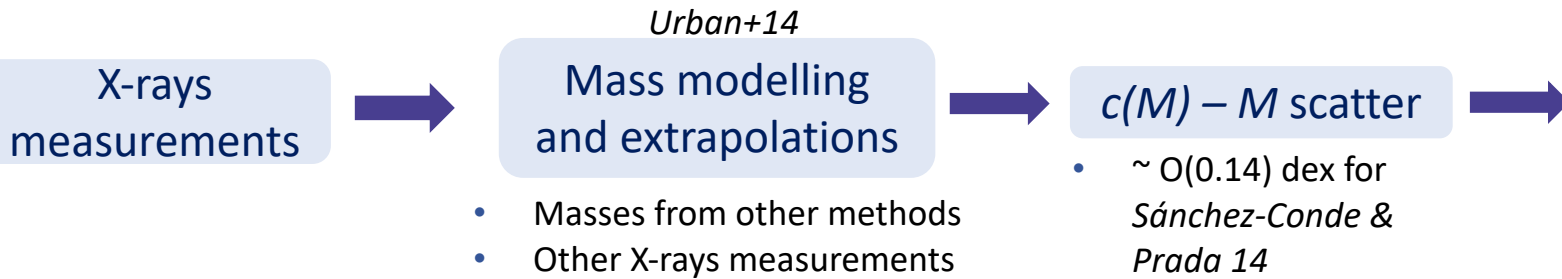 Urban+14
X-rays
measurements
Mass modelling
and extrapolations
c(M) – M scatter
• Masses from other methods
• Other X-rays measurements
• ~ O(0.14) dex for
Sánchez-Conde &
Prada 14